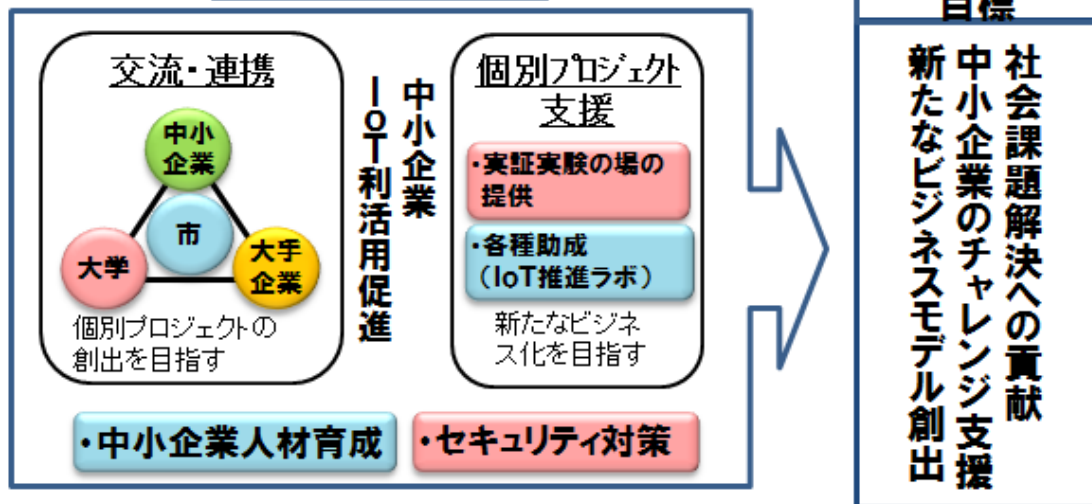 交流・連携
中小
企業
市
大学
大手
企業
個別プロジェクトの
創出を目指す
中小企業
IOT利活用促進
個別プロジェクト
支援
・実証実験の場の
提供
・各種助成
(IoT推進ラボ)
新たなビジネ
ス化を目指す
・中小企業人材育成
・セキュリティ対策
目標
社会課題解決への貢献
中小企業のチャレンジ支援
新たなビジネスモデル創出